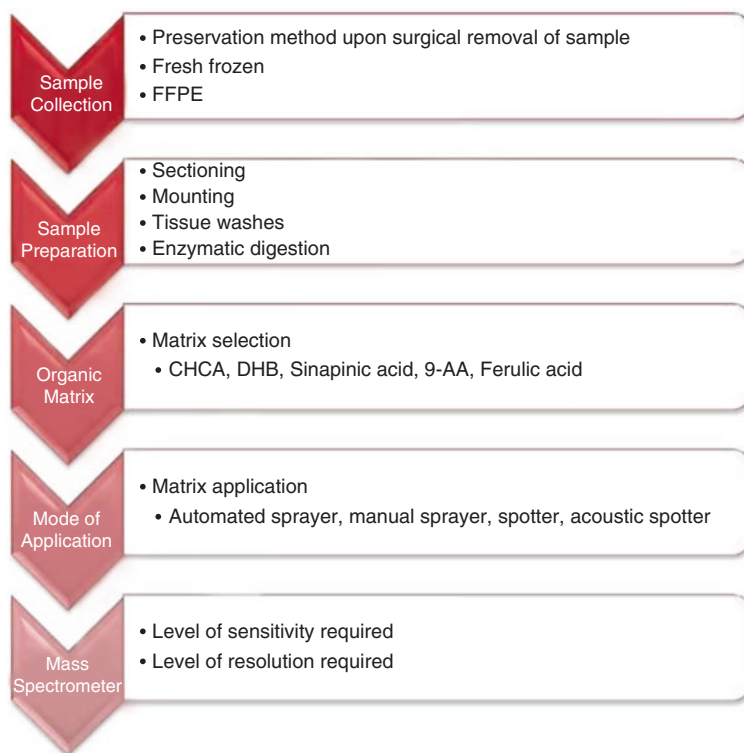 Sample
Collection
• Preservation method upon surgical removal of sample
• Fresh frozen
• FFPE
Sample
Preparation
• Sectioning
• Mounting
• Tissue washes
• Enzymatic digestion
Organic
Matrix
• Matrix selection
• CHCA, DHB, Sinapinic acid, 9-AA, Ferulic acid
Mode of
Application
• Matrix application
• Automated sprayer, manual sprayer, spotter, acoustic spotter
Mass
Spectrometer
• Level of sensitivity required
• Level of resolution required